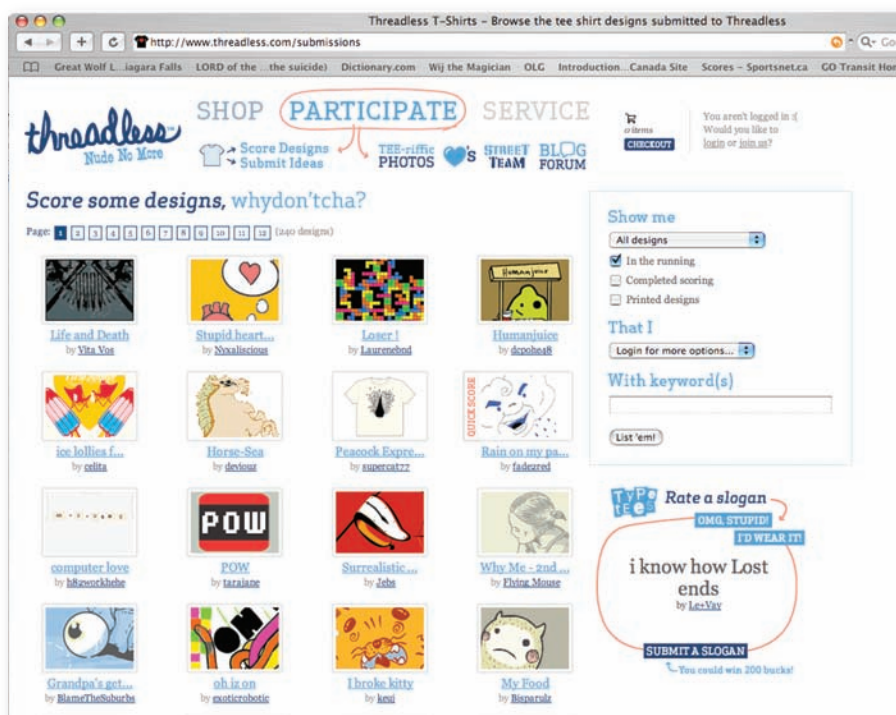 Threadless T-Shirts – Browse the tee shirt designs submitted to Threadless
http://www.threadless.com/submissions
Great Wolf L...iagara Falls LORD of the ...the suicide) Dictionary.com Wij the Magician OLG Introduction...Canada Site Scores – Sportsnet.ca GO Transit Hor
threadless
Nude No More
SHOP PARTICIPATE SERVICE
Score Designs
Submit Ideas
TEE-riffic
PHOTOS
's STREET
TEAM
BLOG
FORUM
0 items
CHECKOUT
You aren't logged in :(
Would you like to
login or join us?
Score some designs, whydon'tcha?
Page: 1 2 3 4 5 6 7 8 9 10 11 12 (240 designs)
Humanjuice
Life and Death Stupid heart... Loser ! Humanjuice
by Vita Vos by Nyxaliscious by Laurenebnd by dcpohe48
QUICK SCORE
ice lollies f... Horse-Sea Peacock Expre... Rain on my pa...
by celita by deviouz by supercat77 by fadeared
POW
computer love POW Surrealistic ... Why Me - 2nd ...
by h82workhehe by tarajane by Jebs by Flying Mouse
ON
Grandpa's get... oh iz on I broke kitty My Food
by BlameTheSuburbs by exoticrobotic by keuj by Bisparulz
Show me
All designs
In the running
Completed scoring
Printed designs
That I
Login for more options...
With keyword(s)
List 'em!
TYPE
TEES
Rate a slogan
OMG, STUPID!
I'D WEAR IT!
i know how Lost
ends
by Le+Vay
SUBMIT A SLOGAN
You could win 200 bucks!